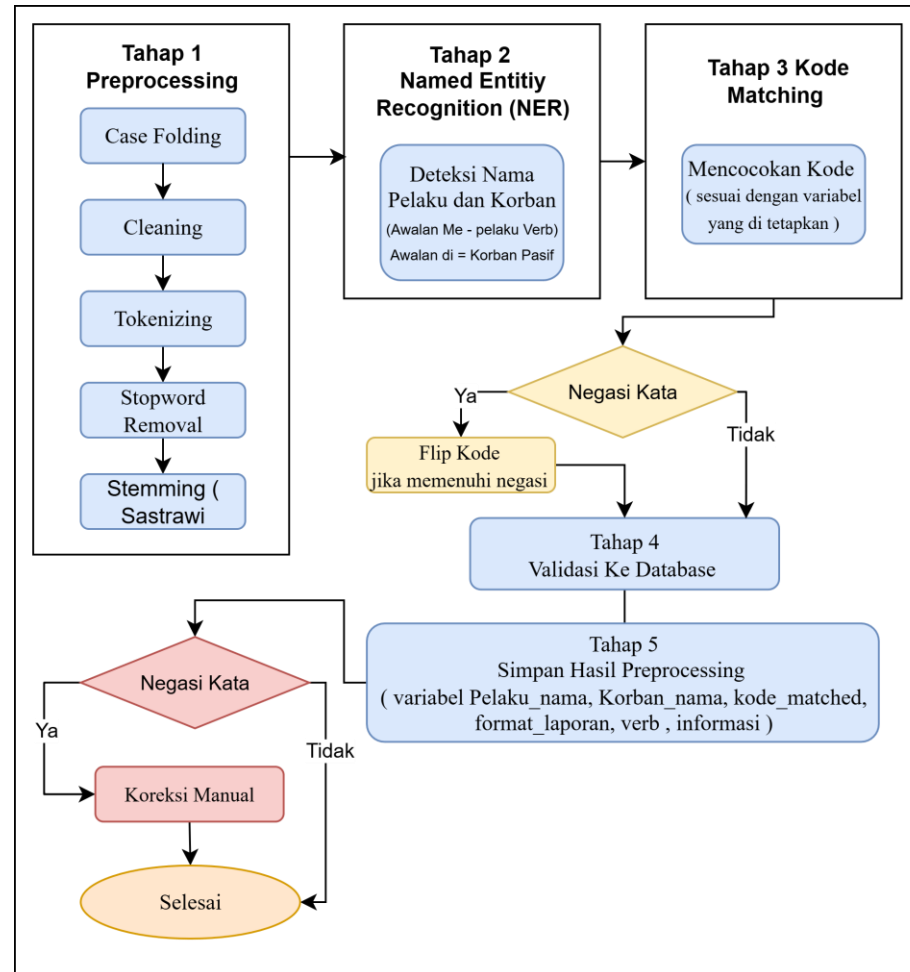 Tahap 1
Preprocessing
Case Folding
Cleaning
Tokenizing
Stopword
Removal
Stemming (
Sastrawi
Tahap 2
Named Entitiy
Recognition (NER)
Deteksi Nama
Pelaku dan Korban
(Awalan Me - pelaku Verb)
Awalan di = Korban Pasif
Tahap 3 Kode
Matching
Mencocokan Kode
( sesuai dengan variabel
yang di tetapkan )
Negasi Kata
Ya
Tidak
Flip Kode
jika memenuhi negasi
Tahap 4
Validasi Ke Database
Tahap 5
Simpan Hasil Preprocessing
( variabel Pelaku_nama, Korban_nama, kode_matched,
format_laporan, verb , informasi )
Negasi Kata
Ya
Tidak
Koreksi Manual
Selesai